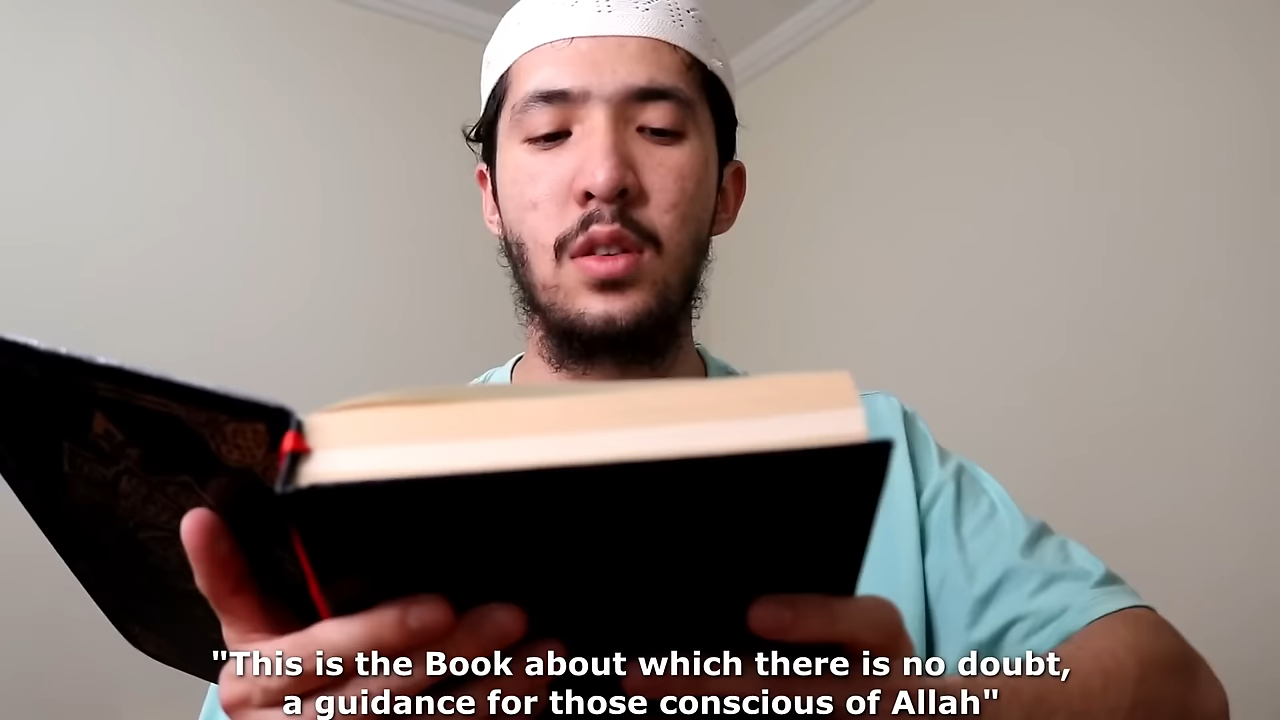 "This is the Book about which there is no doubt,
a guidance for those conscious of Allah"